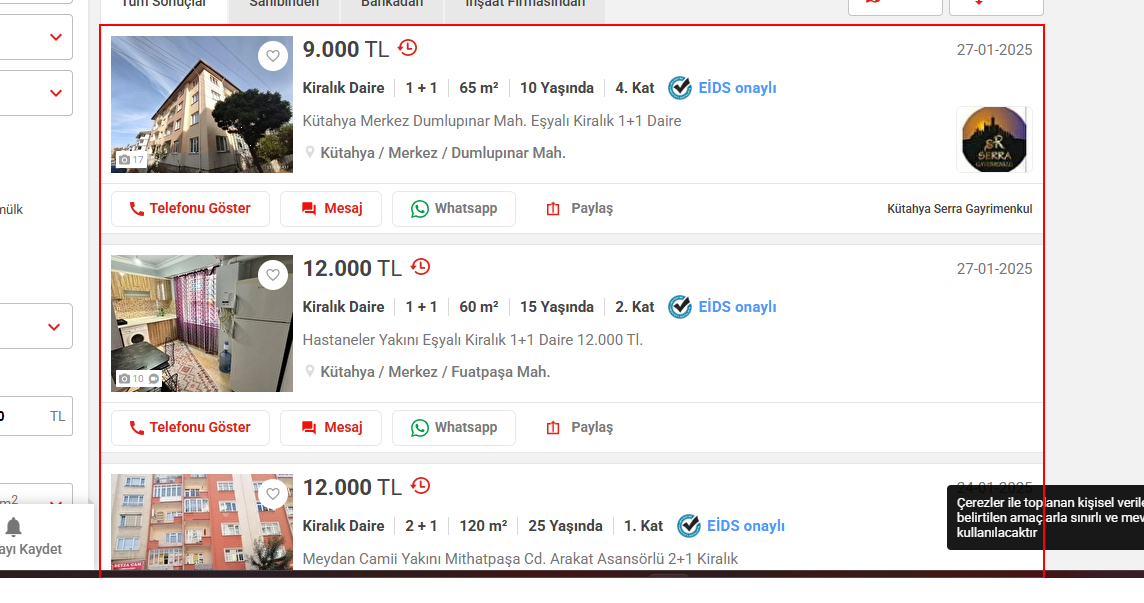 Tüm Sonuçlar
Sahibinden
Bankadan
İnşaat Firmasından
9.000 TL
27-01-2025
Kiralık Daire 1 + 1 65 m² 10 Yaşında 4. Kat EİDS onaylı
Kütahya Merkez Dumlupınar Mah. Eşyalı Kiralık 1+1 Daire
SR
SERRA
GAYRİMENKUL
17
Kütahya / Merkez / Dumlupınar Mah.
mülk
Telefonu Göster
Mesaj
Whatsapp
Paylaş
Kütahya Serra Gayrimenkul
12.000 TL
27-01-2025
Kiralık Daire 1 + 1 60 m² 15 Yaşında 2. Kat EİDS onaylı
Hastaneler Yakını Eşyalı Kiralık 1+1 Daire 12.000 Tl.
Kütahya / Merkez / Fuatpaşa Mah.
10
0 TL
Telefonu Göster
Mesaj
Whatsapp
Paylaş
12.000 TL
24-01-2025
m2
Çerezler ile toplanan kişisel verile
belirtilen amaçlarla sınırlı ve mev
kullanılacaktır
Kiralık Daire 2 + 1 120 m² 25 Yaşında 1. Kat EİDS onaylı
ayı Kaydet
Meydan Camii Yakını Mithatpaşa Cd. Arakat Asansörlü 2+1 Kiralık